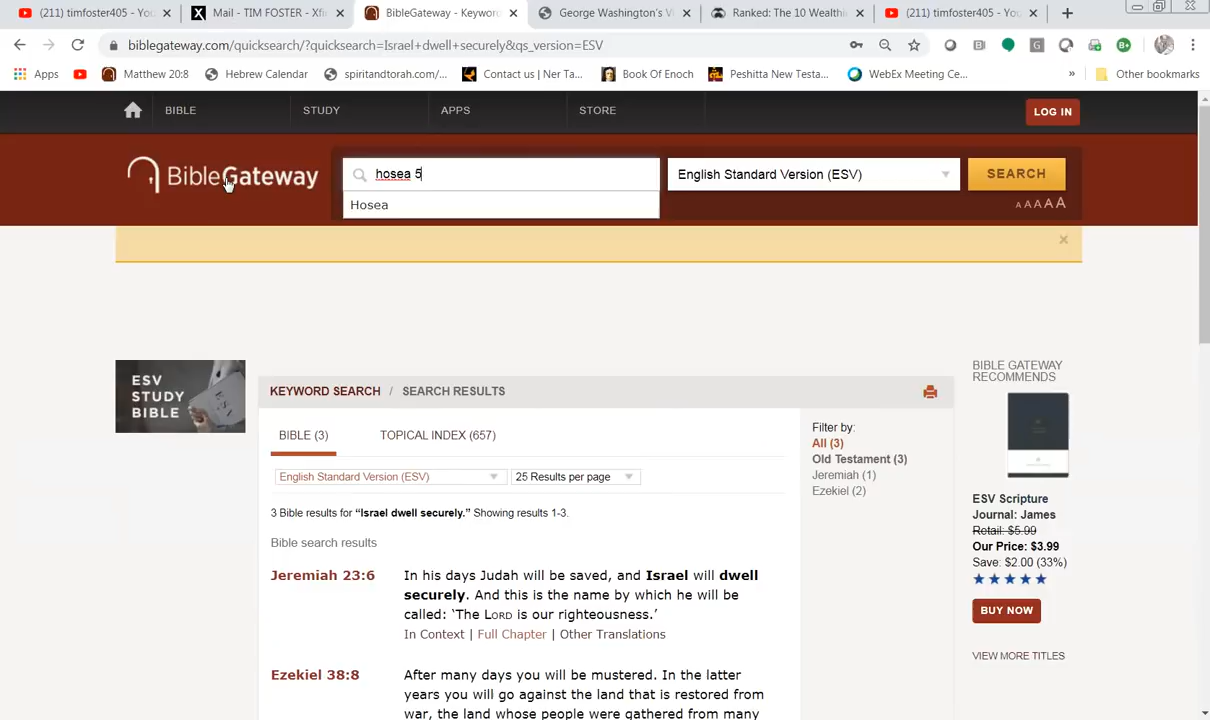 (211) timfoster405 - You
Mail - TIM FOSTER - Xfin
BibleGateway - Keyword
George Washington's Vi
Ranked: The 10 Wealthi
(211) timfoster405 - You
biblegateway.com/quicksearch/?quicksearch=Israel+dwell+securely&qs_version=ESV
Apps
Matthew 20:8
Hebrew Calendar
spiritandtorah.com/...
Contact us | Ner Ta...
Book Of Enoch
Peshitta New Testa...
WebEx Meeting Ce...
»
Other bookmarks
BIBLE
STUDY
APPS
STORE
LOG IN
BibleGateway
hosea 5
English Standard Version (ESV)
SEARCH
A A A A A
Hosea
×
ESV
STUDY
BIBLE
KEYWORD SEARCH / SEARCH RESULTS
BIBLE (3)
TOPICAL INDEX (657)
English Standard Version (ESV)
25 Results per page
3 Bible results for “Israel dwell securely.” Showing results 1-3.
Bible search results
Jeremiah 23:6
In his days Judah will be saved, and Israel will dwell
securely. And this is the name by which he will be
called: ‘The LORD is our righteousness.’
In Context | Full Chapter | Other Translations
Ezekiel 38:8
After many days you will be mustered. In the latter
years you will go against the land that is restored from
war, the land whose people were gathered from many
Filter by:
All (3)
Old Testament (3)
Jeremiah (1)
Ezekiel (2)
BIBLE GATEWAY
RECOMMENDS
ESV Scripture
Journal: James
Retail: $5.99
Our Price: $3.99
Save: $2.00 (33%)
BUY NOW
VIEW MORE TITLES